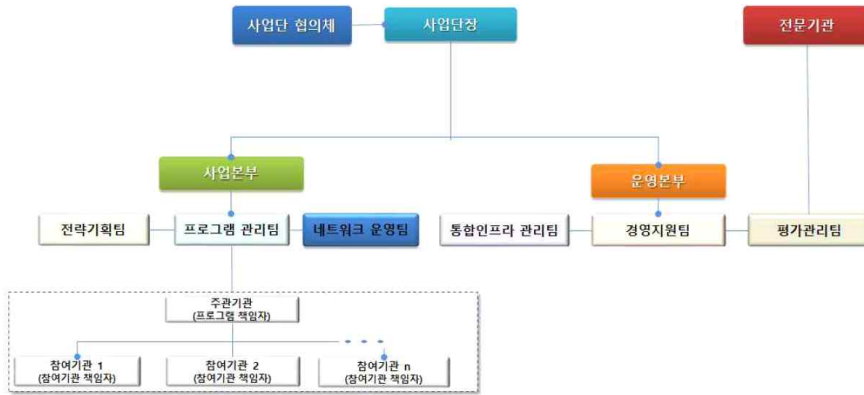 사업단 협의체
사업단장
전문기관
사업본부
운영본부
전략기획팀
프로그램 관리팀
네트워크 운영팀
통합인프라 관리팀
경영지원팀
평가관리팀
주관기관
(프로그램 책임자)
참여기관 1
(참여기관 책임자)
참여기관 2
(참여기관 책임자)
참여기관 n
(참여기관 책임자)